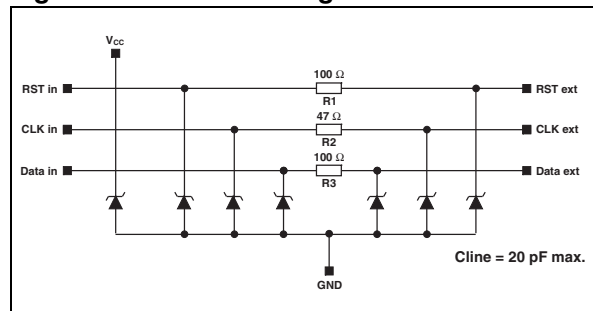 VCC
100 Ω
RST in
RST ext
R1
47 Ω
CLK in
CLK ext
R2
100 Ω
Data in
Data ext
R3
Cline = 20 pF max.
GND